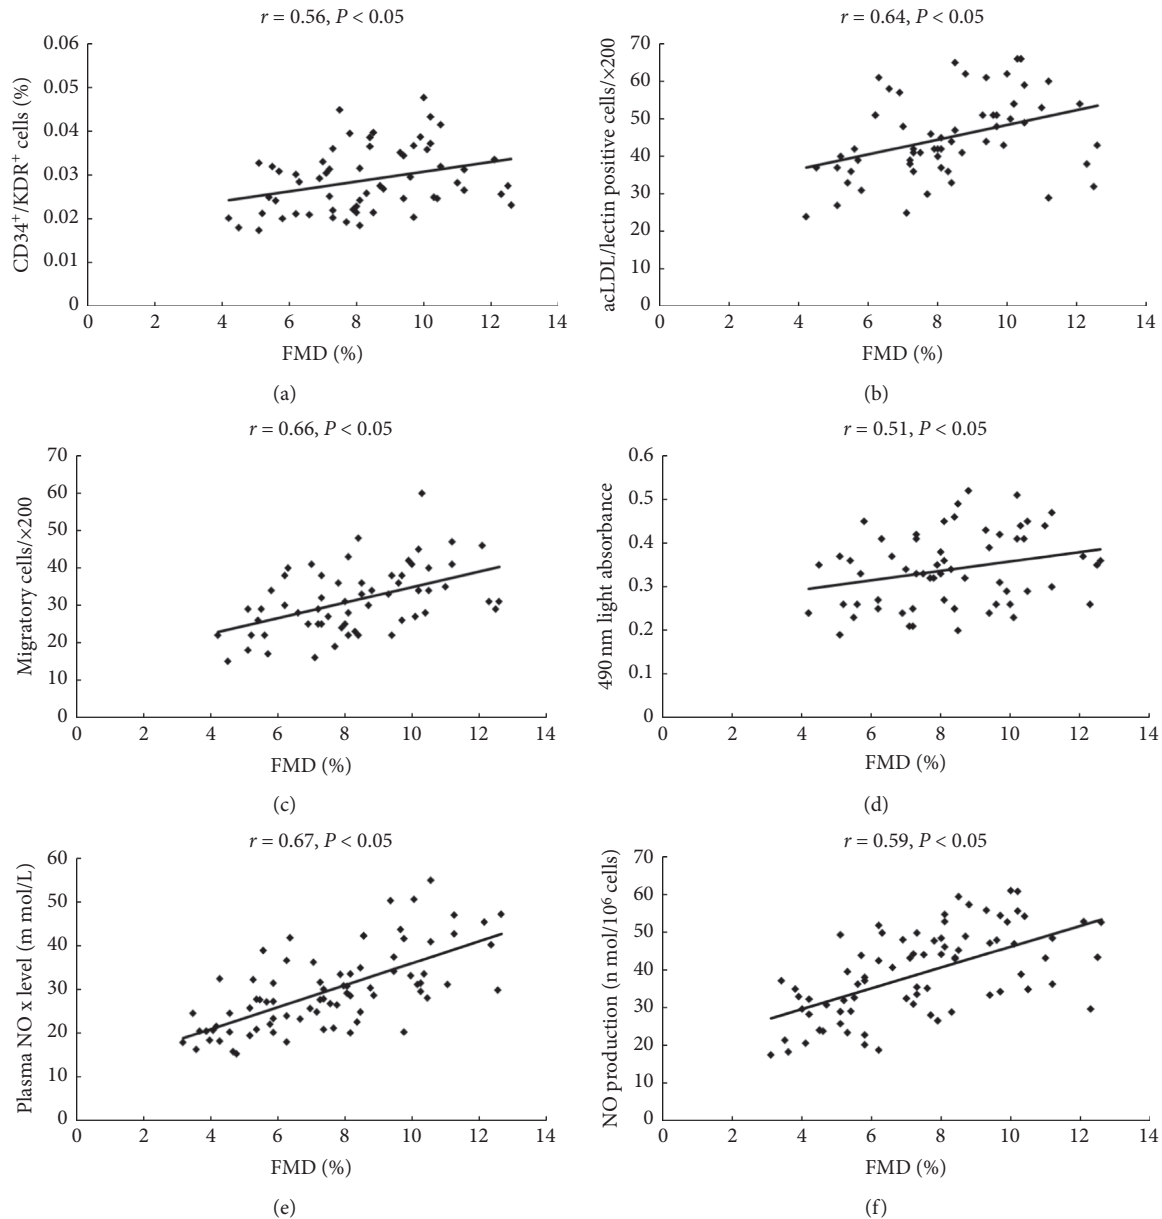 r = 0.56, P < 0.05
CD34⁺/KDR⁺ cells (%)
0.06
0.05
0.04
0.03
0.02
0.01
0
0 2 4 6 8 10 12 14
FMD (%)
(a)
r = 0.64, P < 0.05
acLDL/lectin positive cells/×200
70
60
50
40
30
20
10
0
0 2 4 6 8 10 12 14
FMD (%)
(b)
r = 0.66, P < 0.05
Migratory cells/×200
70
60
50
40
30
20
10
0
0 2 4 6 8 10 12 14
FMD (%)
(c)
r = 0.51, P < 0.05
490 nm light absorbance
0.6
0.5
0.4
0.3
0.2
0.1
0
0 2 4 6 8 10 12 14
FMD (%)
(d)
r = 0.67, P < 0.05
Plasma NO x level (m mol/L)
60
50
40
30
20
10
0
0 2 4 6 8 10 12 14
FMD (%)
(e)
r = 0.59, P < 0.05
NO production (n mol/10⁶ cells)
70
60
50
40
30
20
10
0
0 2 4 6 8 10 12 14
FMD (%)
(f)